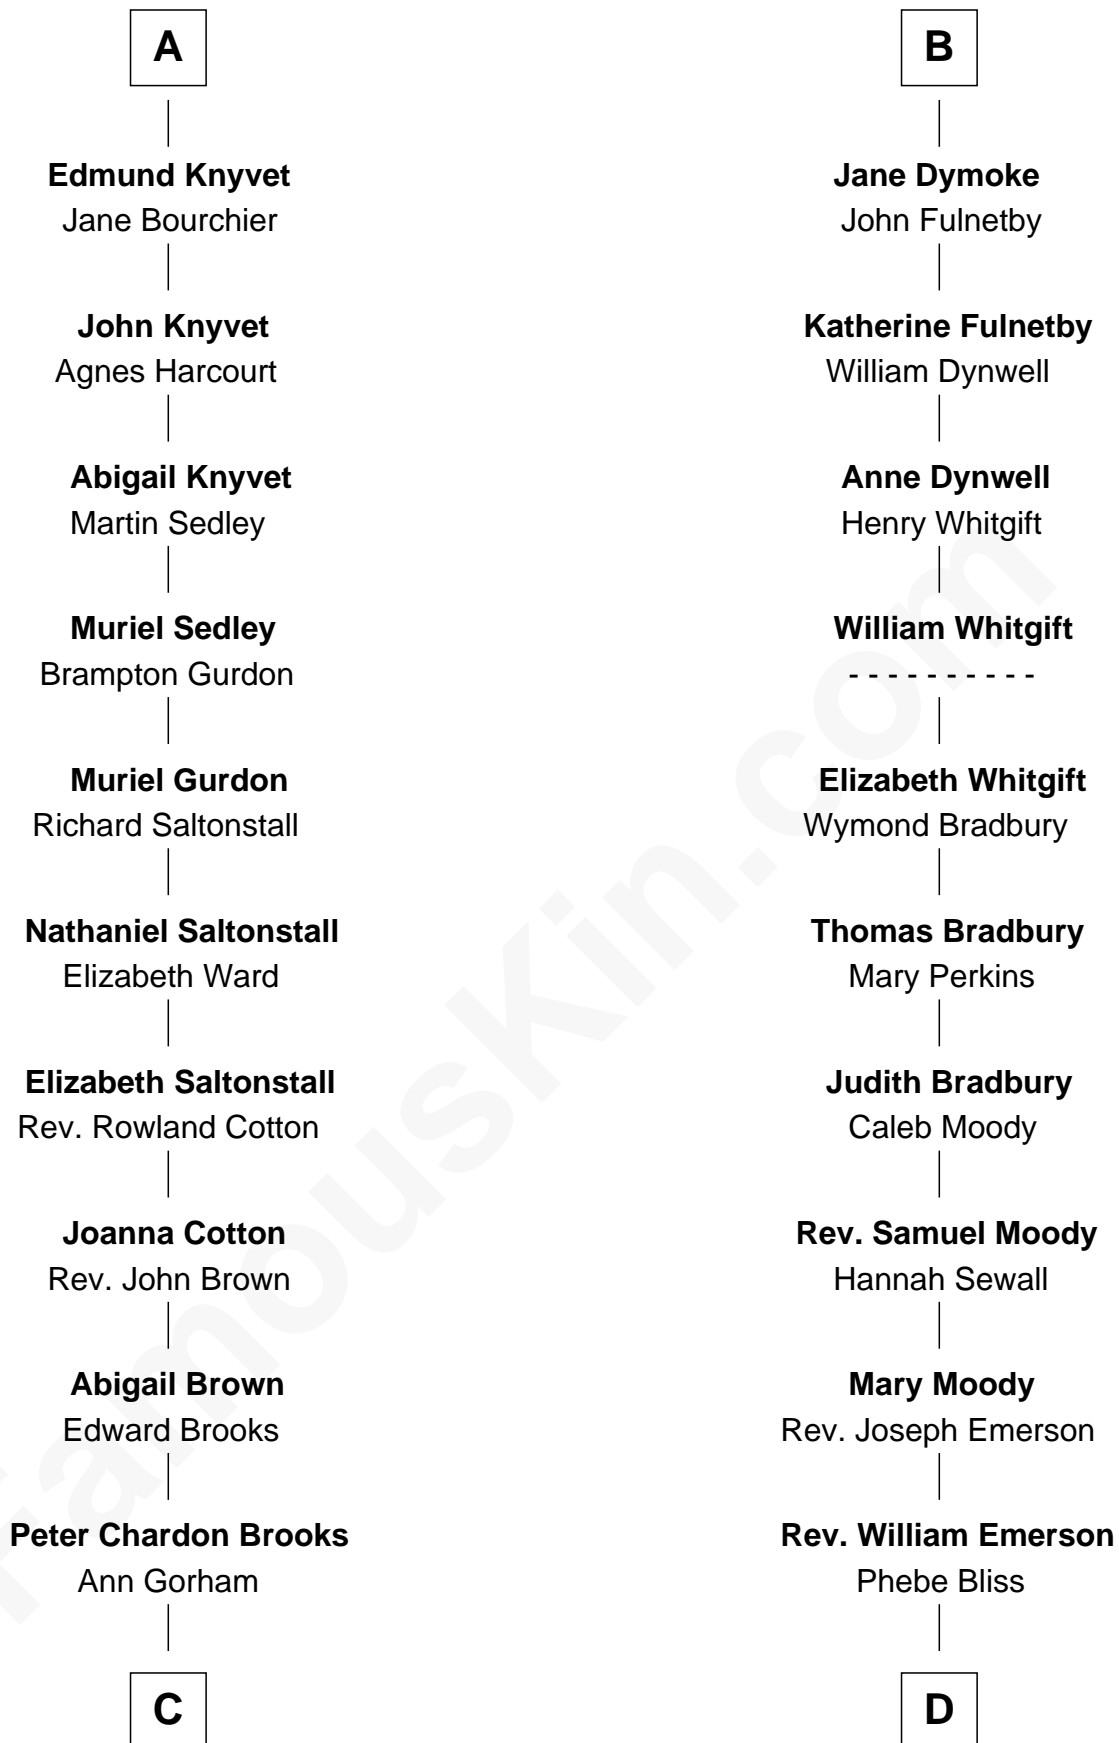 A
Edmund Knyvet
Jane Bourchier
John Knyvet
Agnes Harcourt
Abigail Knyvet
Martin Sedley
Muriel Sedley
Brampton Gurdon
Muriel Gurdon
Richard Saltonstall
Nathaniel Saltonstall
Elizabeth Ward
Elizabeth Saltonstall
Rev. Rowland Cotton
Joanna Cotton
Rev. John Brown
Abigail Brown
Edward Brooks
Peter Chardon Brooks
Ann Gorham
C
B
Jane Dymoke
John Fulnetby
Katherine Fulnetby
William Dynwell
Anne Dynwell
Henry Whitgift
William Whitgift
- - - - - - - - - -
Elizabeth Whitgift
Wymond Bradbury
Thomas Bradbury
Mary Perkins
Judith Bradbury
Caleb Moody
Rev. Samuel Moody
Hannah Sewall
Mary Moody
Rev. Joseph Emerson
Rev. William Emerson
Phebe Bliss
D
FamousKin.com